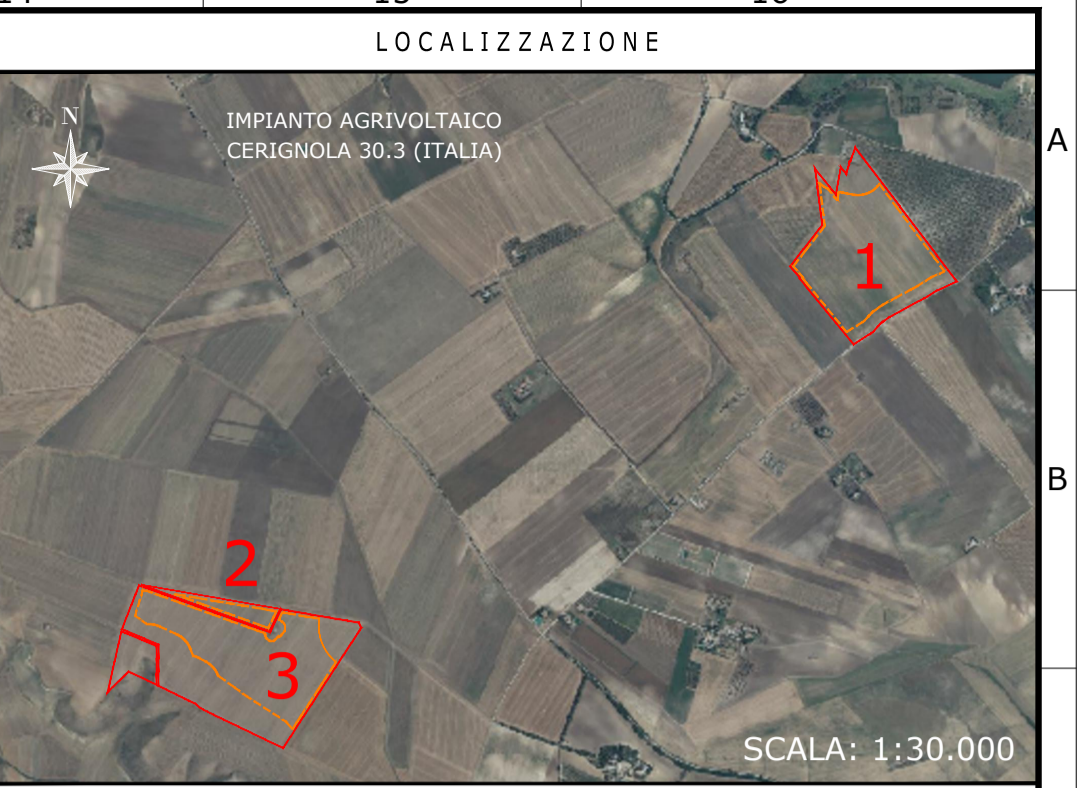 LOCALIZZAZIONE
N
IMPIANTO AGRIVOLTAICO
CERIGNOLA 30.3 (ITALIA)
A
1
B
2
3
SCALA: 1:30.000